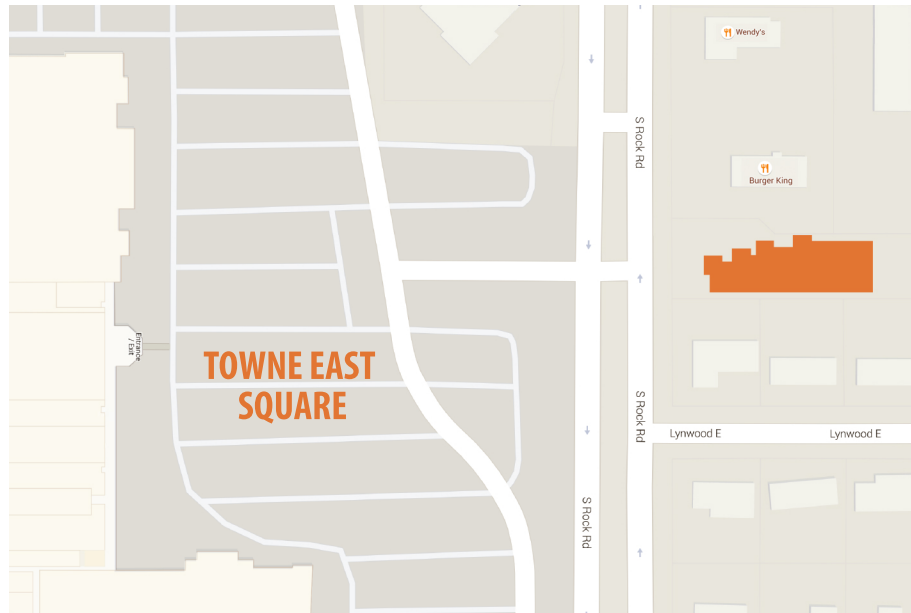 Wendy's
S Rock Rd
Burger King
Entrance
/ Exit
TOWNE EAST
SQUARE
S Rock Rd
Lynwood E
Lynwood E
S Rock Rd